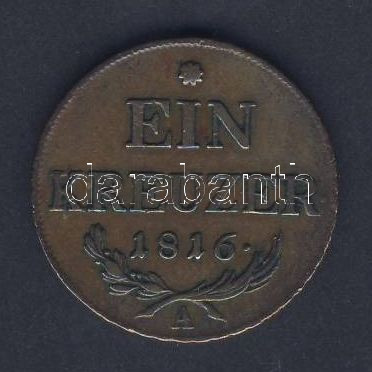 EIN
KREUZER
darabanth
1816.
A